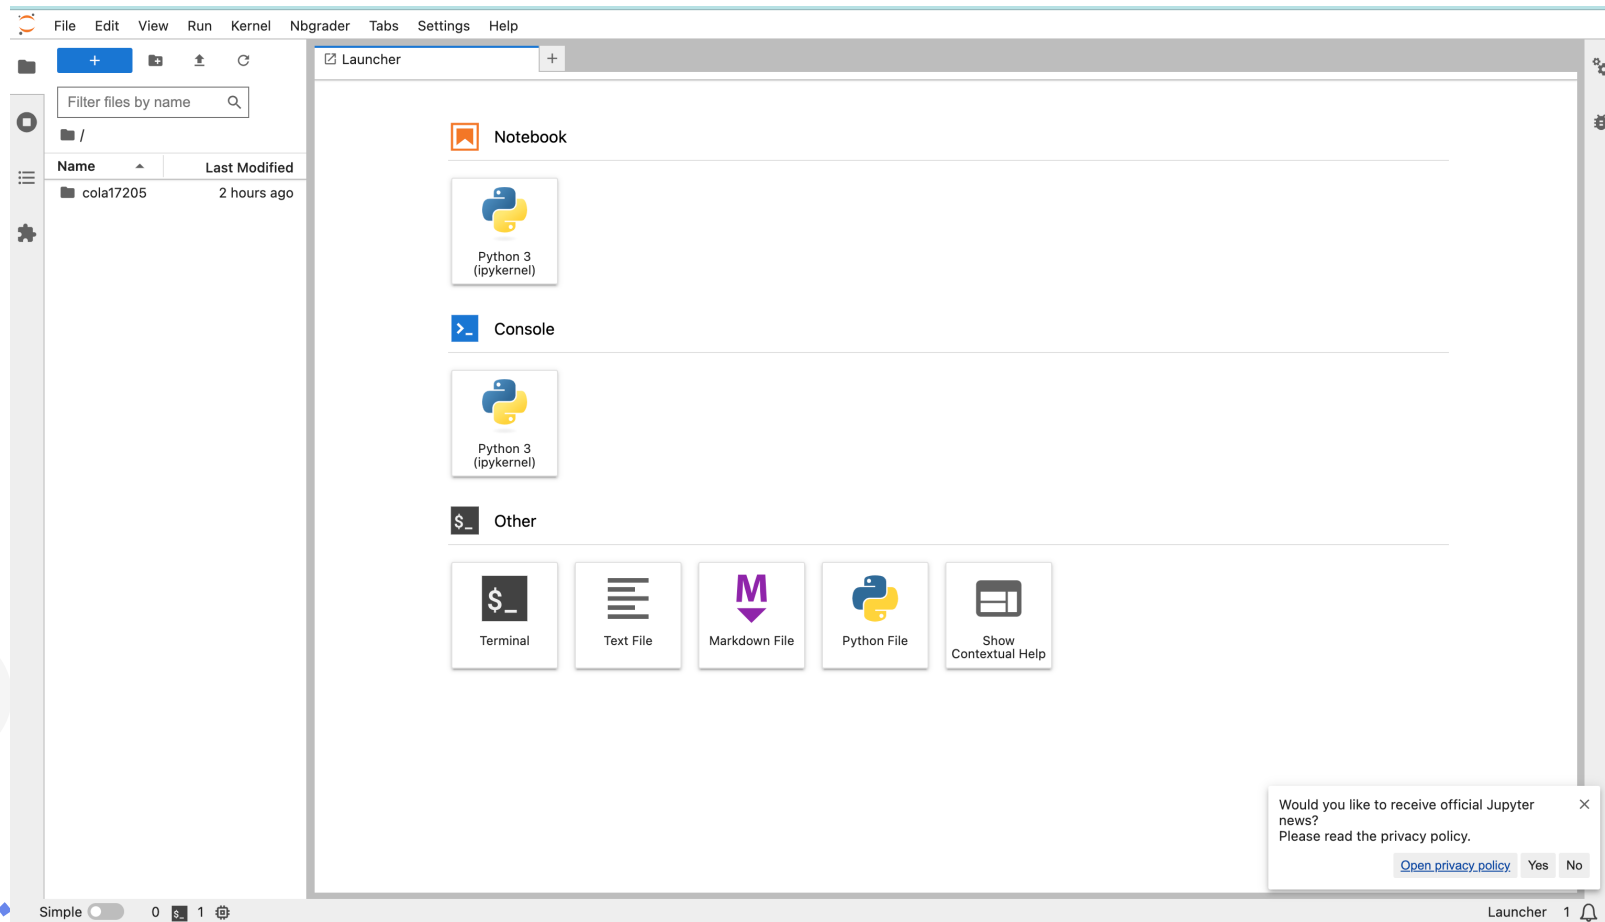 File Edit View Run Kernel Nbgrader Tabs Settings Help
+
Launcher
+
Filter files by name
/
Name Last Modified
cola17205 2 hours ago
Notebook
Python 3
(ipykernel)
>_ Console
Python 3
(ipykernel)
$_ Other
$_
Terminal
Text File
M
Markdown File
Python File
Show
Contextual Help
Would you like to receive official Jupyter
news?
Please read the privacy policy.
Open privacy policy Yes No
Simple 0 $_ 1 Launcher 1